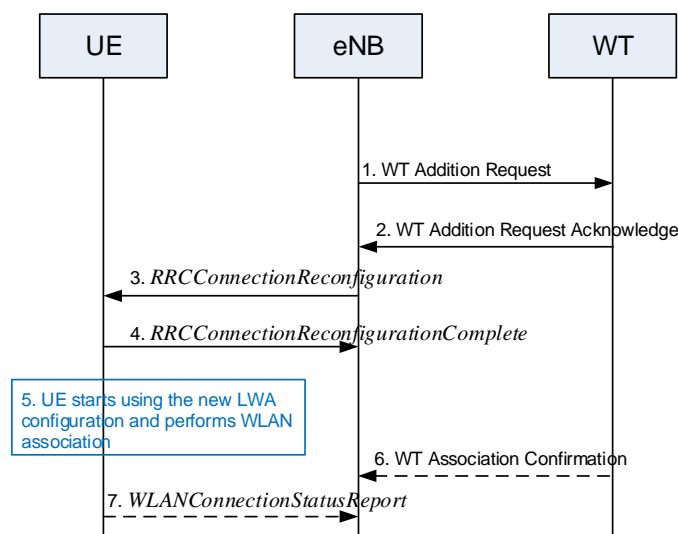 UE
eNB
WT
1. WT Addition Request
2. WT Addition Request Acknowledge
3. RRCConnectionReconfiguration
4. RRCConnectionReconfigurationComplete
5. UE starts using the new LWA
configuration and performs WLAN
association
6. WT Association Confirmation
7. WLANConnectionStatusReport